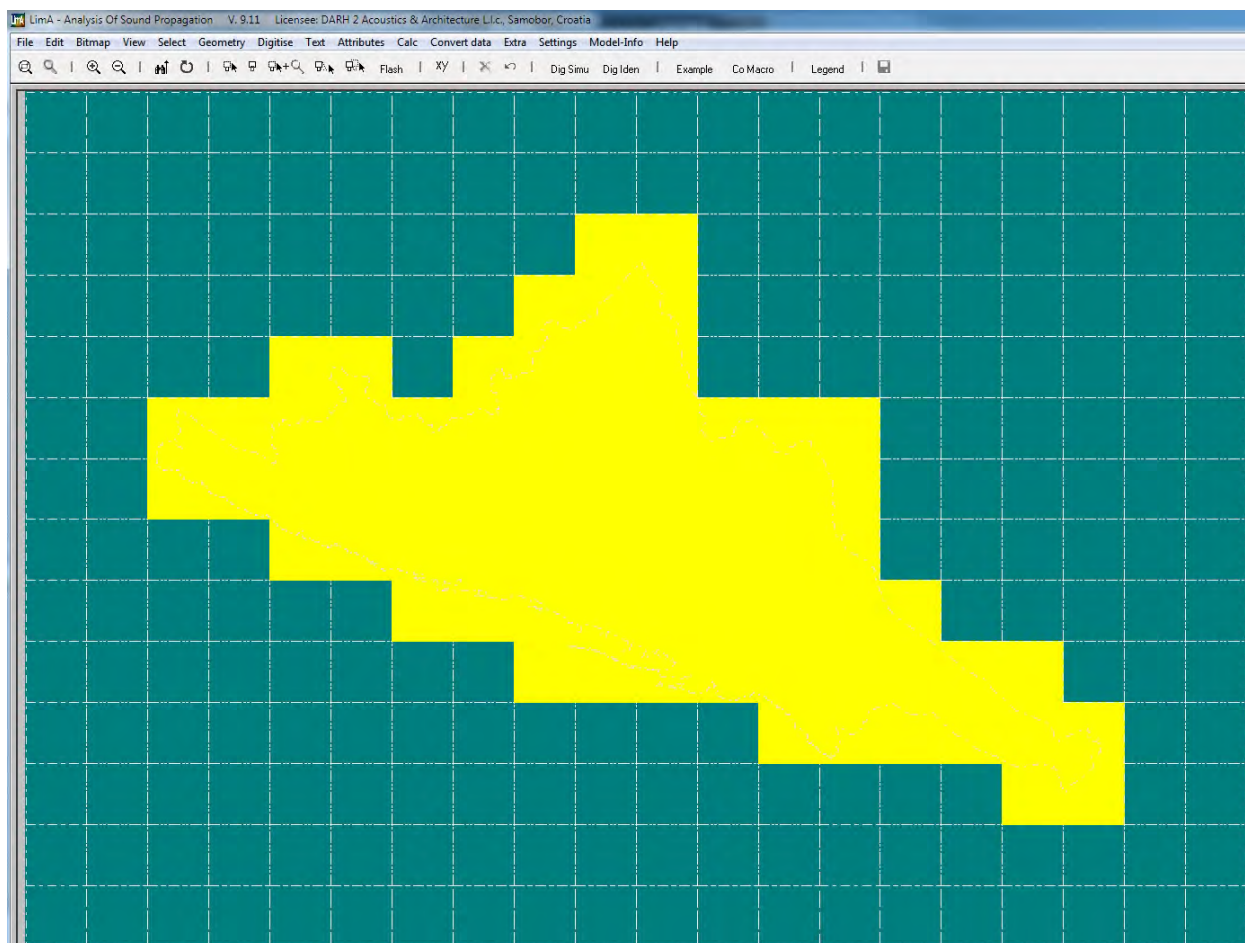 LimA - Analysis Of Sound Propagation V. 9.11 Licensee: DARH 2 Acoustics & Architecture L.l.c., Samobor, Croatia
File Edit Bitmap View Select Geometry Digitise Text Attributes Calc Convert data Extra Settings Model-Info Help
Flash XY Dig Simu Dig Iden Example Co Macro Legend